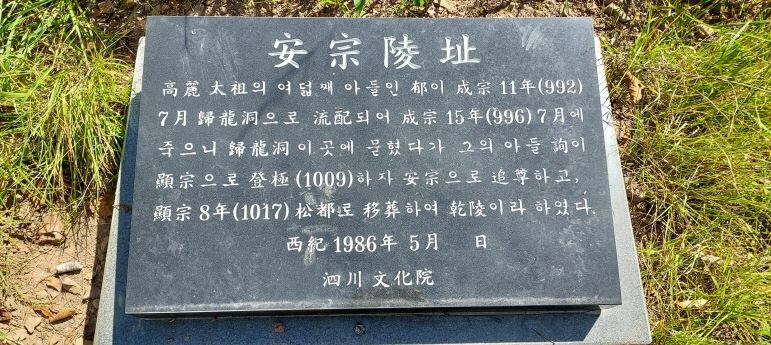 安宗陵址
高麗 太祖의 여덟째 아들인 郁이 成宗 11年(992)
7月 歸龍洞으로 流配되어 成宗 15年(996) 7月에
죽으니 歸龍洞 이곳에 묻혔다가 그의 아들 詢이
顯宗으로 登極(1009)하자 安宗으로 追尊하고,
顯宗 8年(1017) 松都로 移葬하여 乾陵이라 하였다.
西紀 1986年 5月 日
泗川 文化院